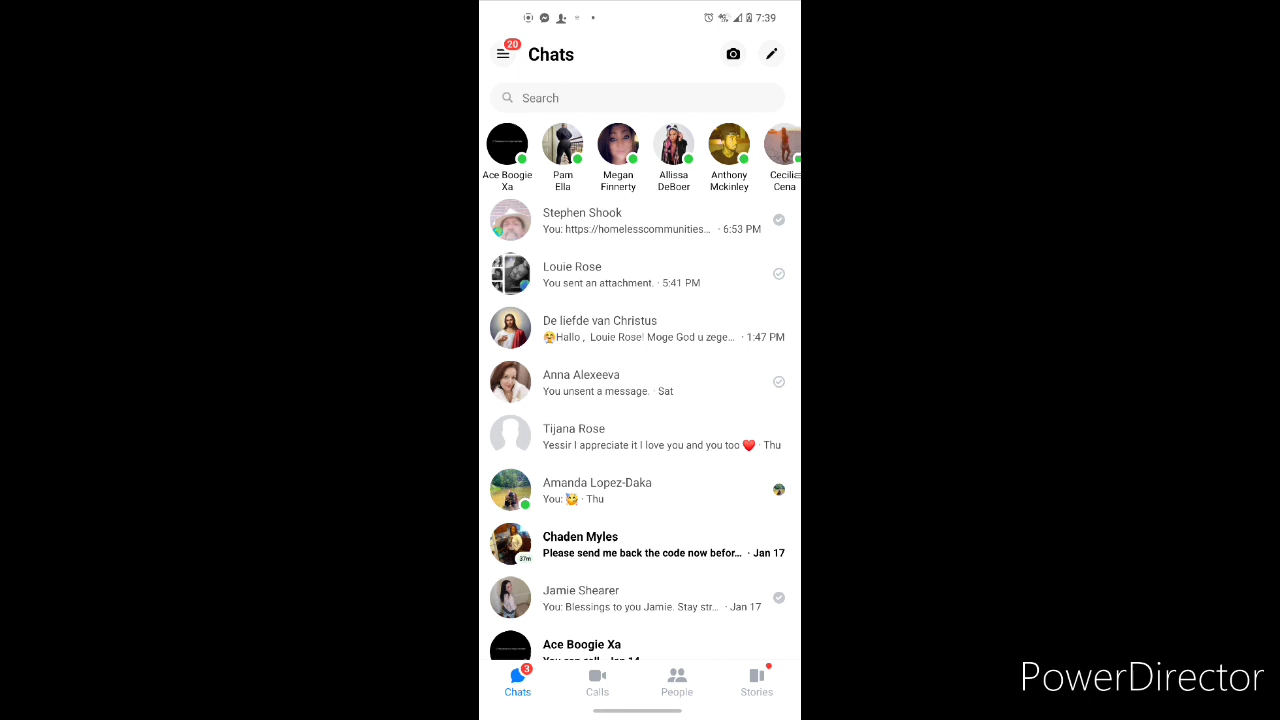 7:39
20
Chats
Search
Ace Boogie
Xa
Pam
Ella
Megan
Finnerty
Allissa
DeBoer
Anthony
Mckinley
Cecilia
Cena
Stephen Shook
You: https://homelesscommunities... · 6:53 PM
Louie Rose
You sent an attachment. · 5:41 PM
De liefde van Christus
🤗Hallo , Louie Rose! Moge God u zege... · 1:47 PM
Anna Alexeeva
You unsent a message. · Sat
Tijana Rose
Yessir I appreciate it I love you and you too ❤️ · Thu
Amanda Lopez-Daka
You: 🥰 · Thu
Chaden Myles
Please send me back the code now befor... · Jan 17
37m
Jamie Shearer
You: Blessings to you Jamie. Stay str... · Jan 17
Ace Boogie Xa
3
Chats
Calls
People
Stories
PowerDirector